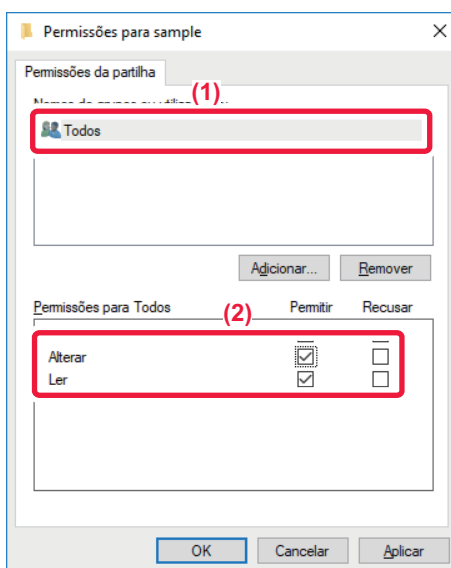 Permissões para sample
Permissões da partilha
(1)
Todos
Adicionar...
Remover
Permissões para Todos
(2)
Permitir
Recusar
Alterar
Ler
OK
Cancelar
Aplicar